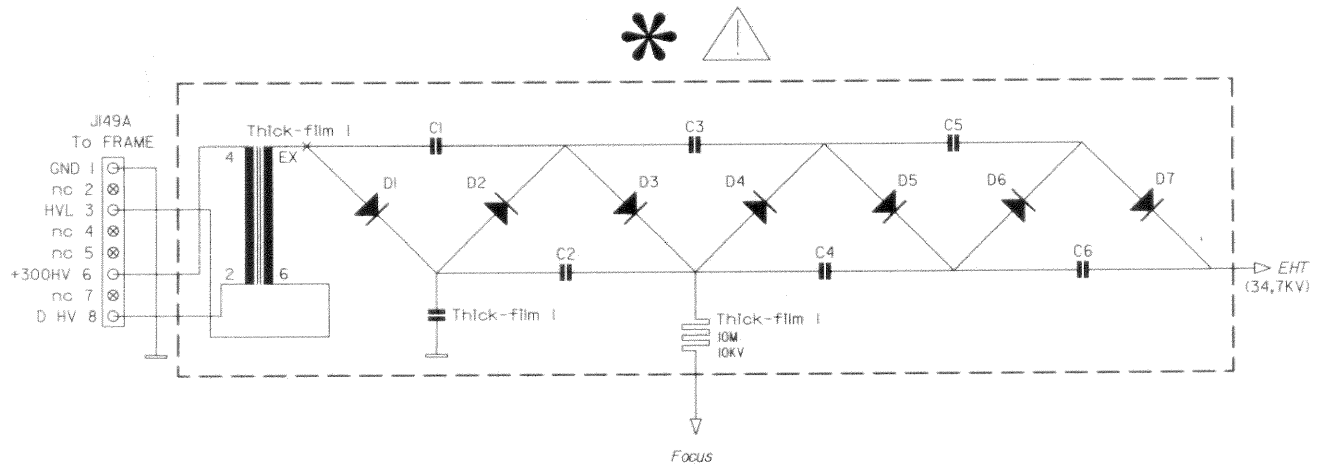 J149A
To FRAME
GND 1
nc 2
HVL 3
nc 4
nc 5
+300HV 6
nc 7
D HV 8
Thick-film 1
4
EX
2
6
C1
C3
C5
D1
D2
D3
D4
D5
D6
D7
C2
C4
C6
Thick-film 1
Thick-film 1
10M
10KV
EHT
(34,7KV)
Focus